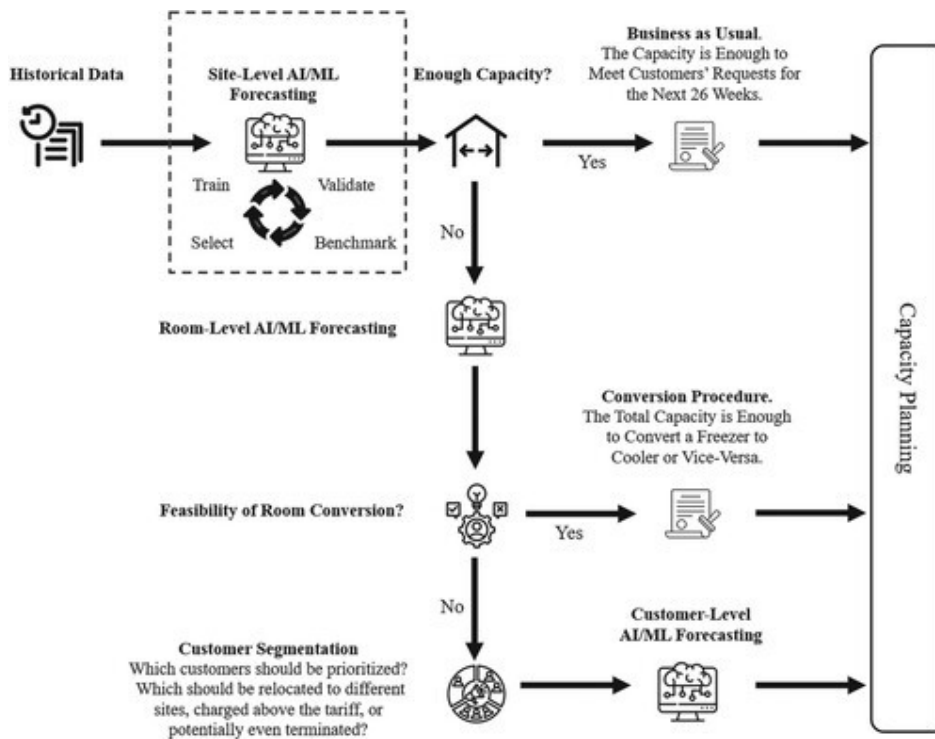 Historical Data
Site-Level AI/ML
Forecasting
Train
Validate
Select
Benchmark
Enough Capacity?
Yes
No
Business as Usual.
The Capacity is Enough to
Meet Customers' Requests for
the Next 26 Weeks.
Capacity Planning
Room-Level AI/ML Forecasting
Conversion Procedure.
The Total Capacity is Enough
to Convert a Freezer to
Cooler or Vice-Versa.
Feasibility of Room Conversion?
Yes
No
Customer Segmentation
Which customers should be prioritized?
Which should be relocated to different
sites, charged above the tariff, or
potentially even terminated?
Customer-Level
AI/ML Forecasting